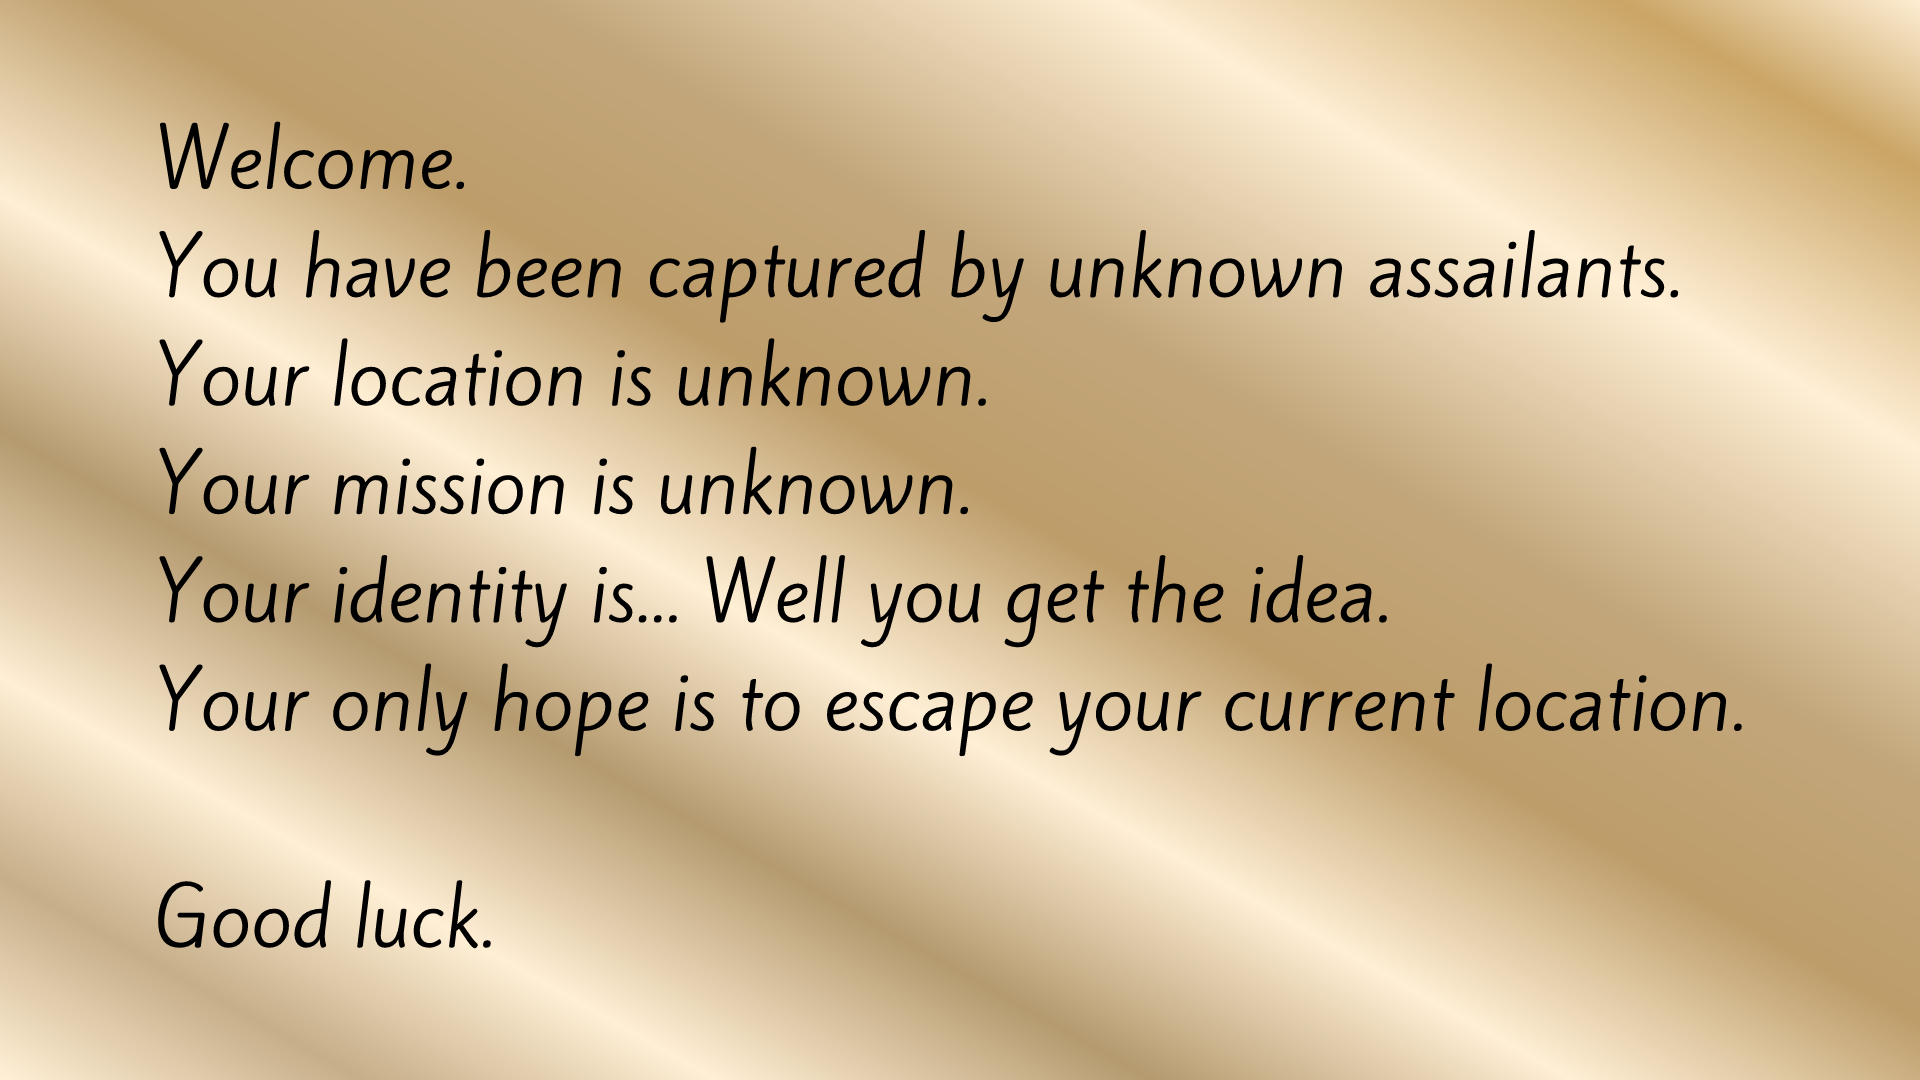 Welcome.
You have been captured by unknown assailants.
Your location is unknown.
Your mission is unknown.
Your identity is... Well you get the idea.
Your only hope is to escape your current location.
Good luck.